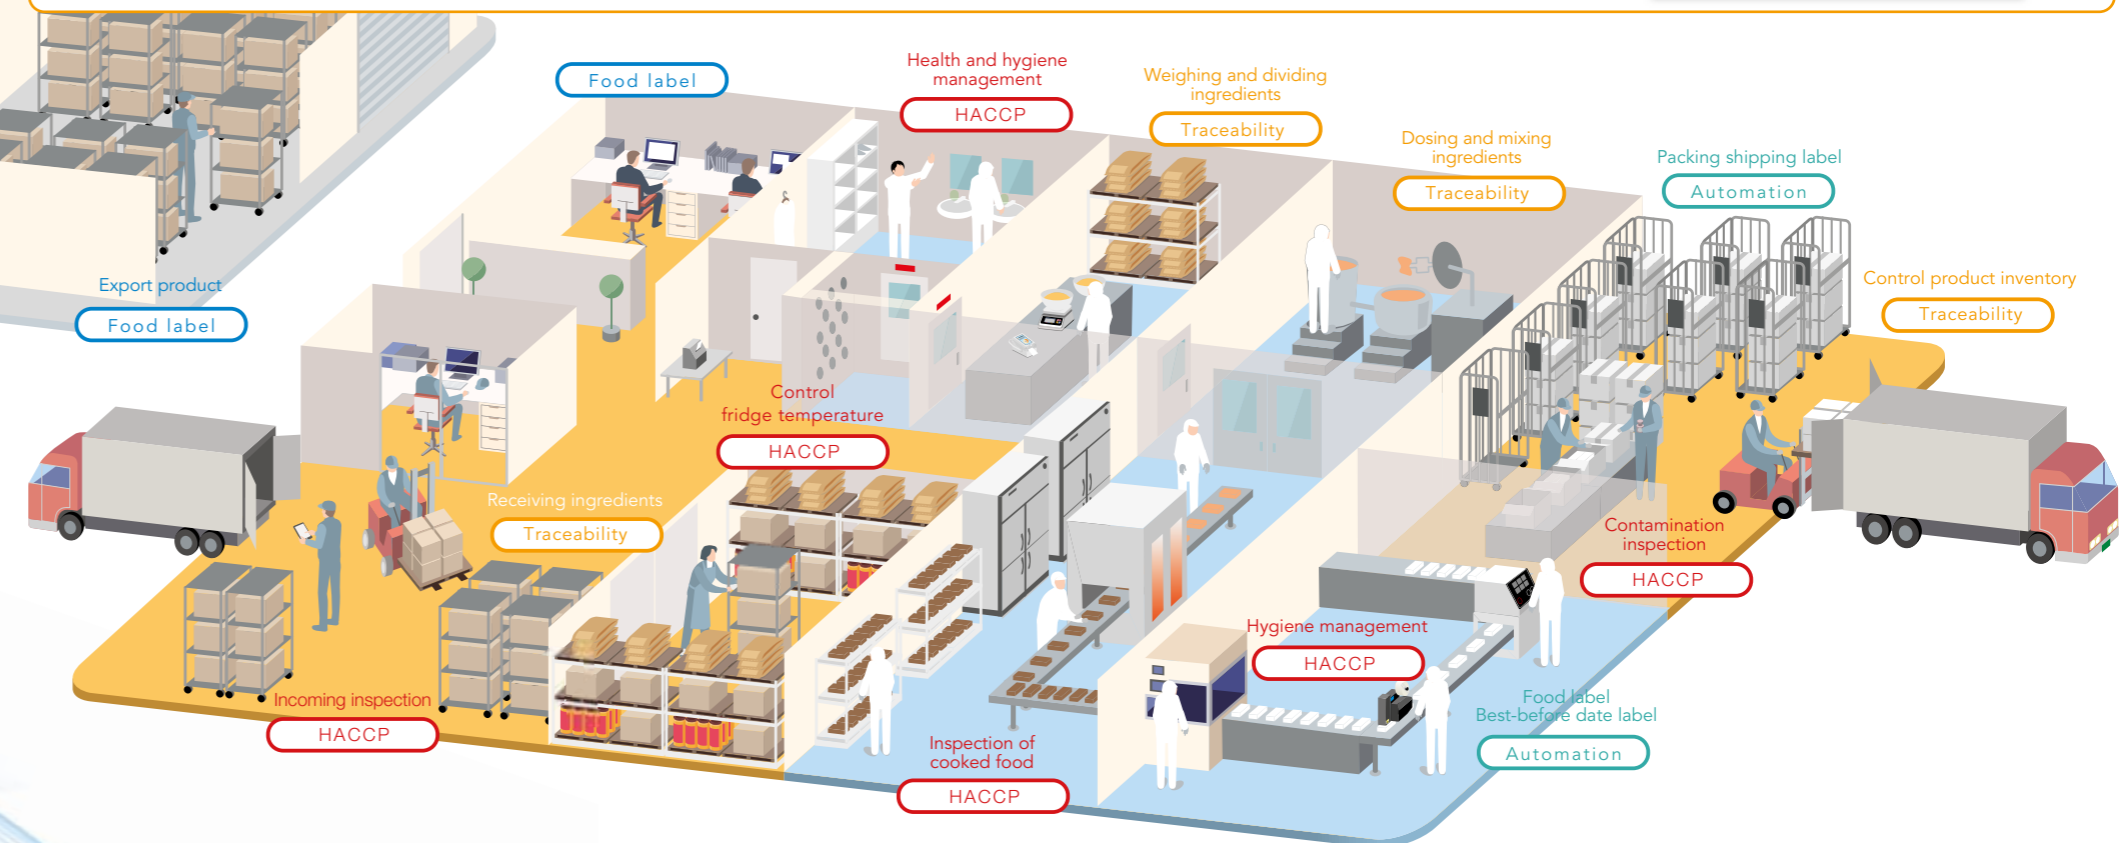 Food label
Health and hygiene
management
HACCP
Weighing and dividing
ingredients
Traceability
Dosing and mixing
ingredients
Traceability
Packing shipping label
Automation
Export product
Food label
Control product inventory
Traceability
Control
fridge temperature
HACCP
Receiving ingredients
Traceability
Contamination
inspection
HACCP
Hygiene management
HACCP
Incoming inspection
HACCP
Food label
Best-before date label
Automation
Inspection of
cooked food
HACCP